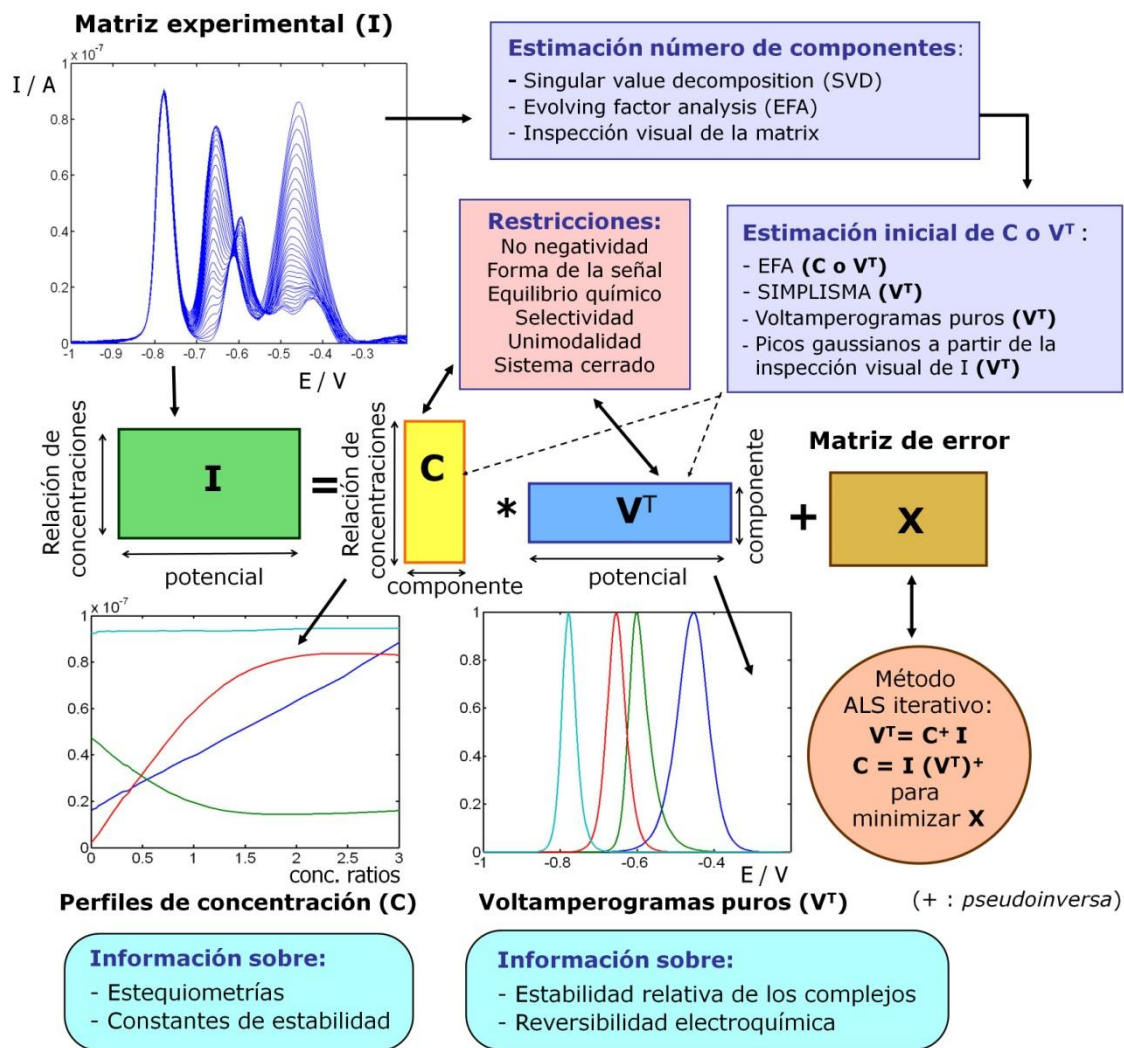 Matriz experimental (I)
x 10⁻⁷
I / A
1
0.8
0.6
0.4
0.2
0
-1 -0.9 -0.8 -0.7 -0.6 -0.5 -0.4 -0.3
E / V
Estimación número de componentes:
- Singular value decomposition (SVD)
- Evolving factor analysis (EFA)
- Inspección visual de la matrix
Restricciones:
No negatividad
Forma de la señal
Equilibrio químico
Selectividad
Unimodalidad
Sistema cerrado
Estimación inicial de C o Vᵀ :
- EFA (C o Vᵀ)
- SIMPLISMA (Vᵀ)
- Voltamperogramas puros (Vᵀ)
- Picos gaussianos a partir de la
inspección visual de I (Vᵀ)
Relación de
concentraciones
I
potencial
=
Relación de
concentraciones
C
componente
*
Vᵀ
potencial
componente
+
Matriz de error
X
x 10⁻⁷
1
0.8
0.6
0.4
0.2
0
0 0.5 1 1.5 2 2.5 3
conc. ratios
Perfiles de concentración (C)
1
0.8
0.6
0.4
0.2
0
-1 -0.8 -0.6 -0.4
E / V
Voltamperogramas puros (Vᵀ)
Método
ALS iterativo:
Vᵀ= C⁺ I
C = I (Vᵀ)⁺
para
minimizar X
(+ : pseudoinversa)
Información sobre:
- Estequiometrías
- Constantes de estabilidad
Información sobre:
- Estabilidad relativa de los complejos
- Reversibilidad electroquímica